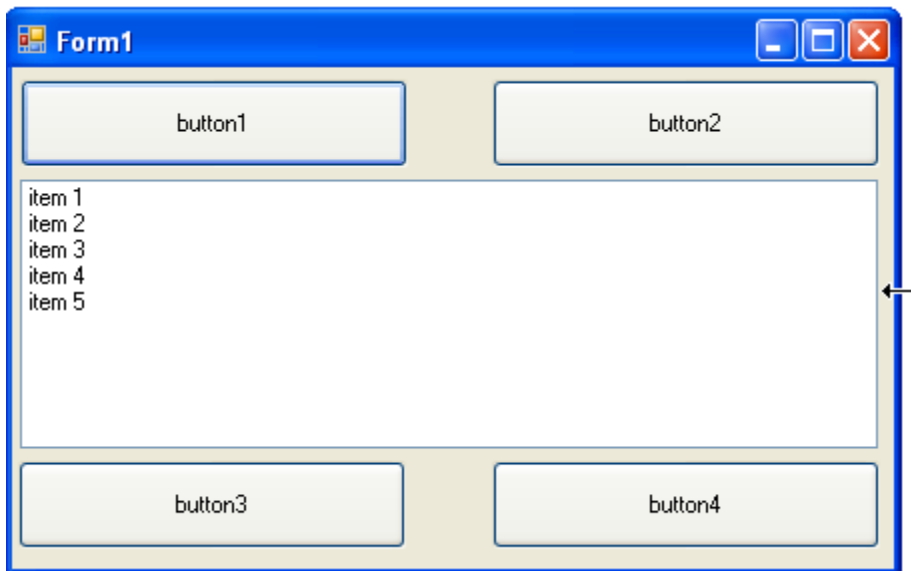 Form1
button1
button2
item 1
item 2
item 3
item 4
item 5
button3
button4